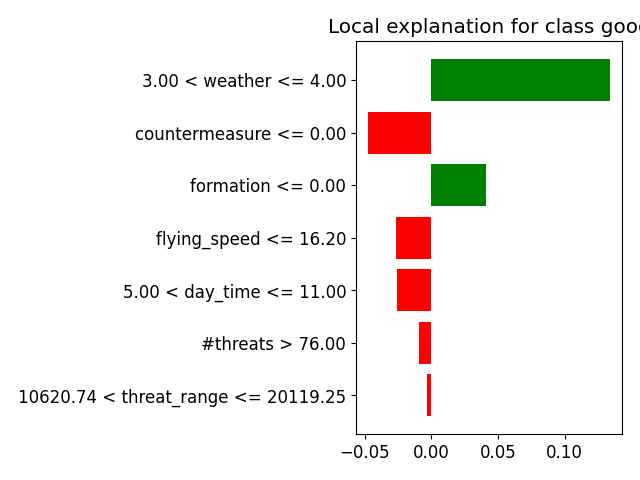 Local explanation for class good
3.00 < weather <= 4.00
countermeasure <= 0.00
formation <= 0.00
flying_speed <= 16.20
5.00 < day_time <= 11.00
#threats > 76.00
10620.74 < threat_range <= 20119.25
−0.05 0.00 0.05 0.10